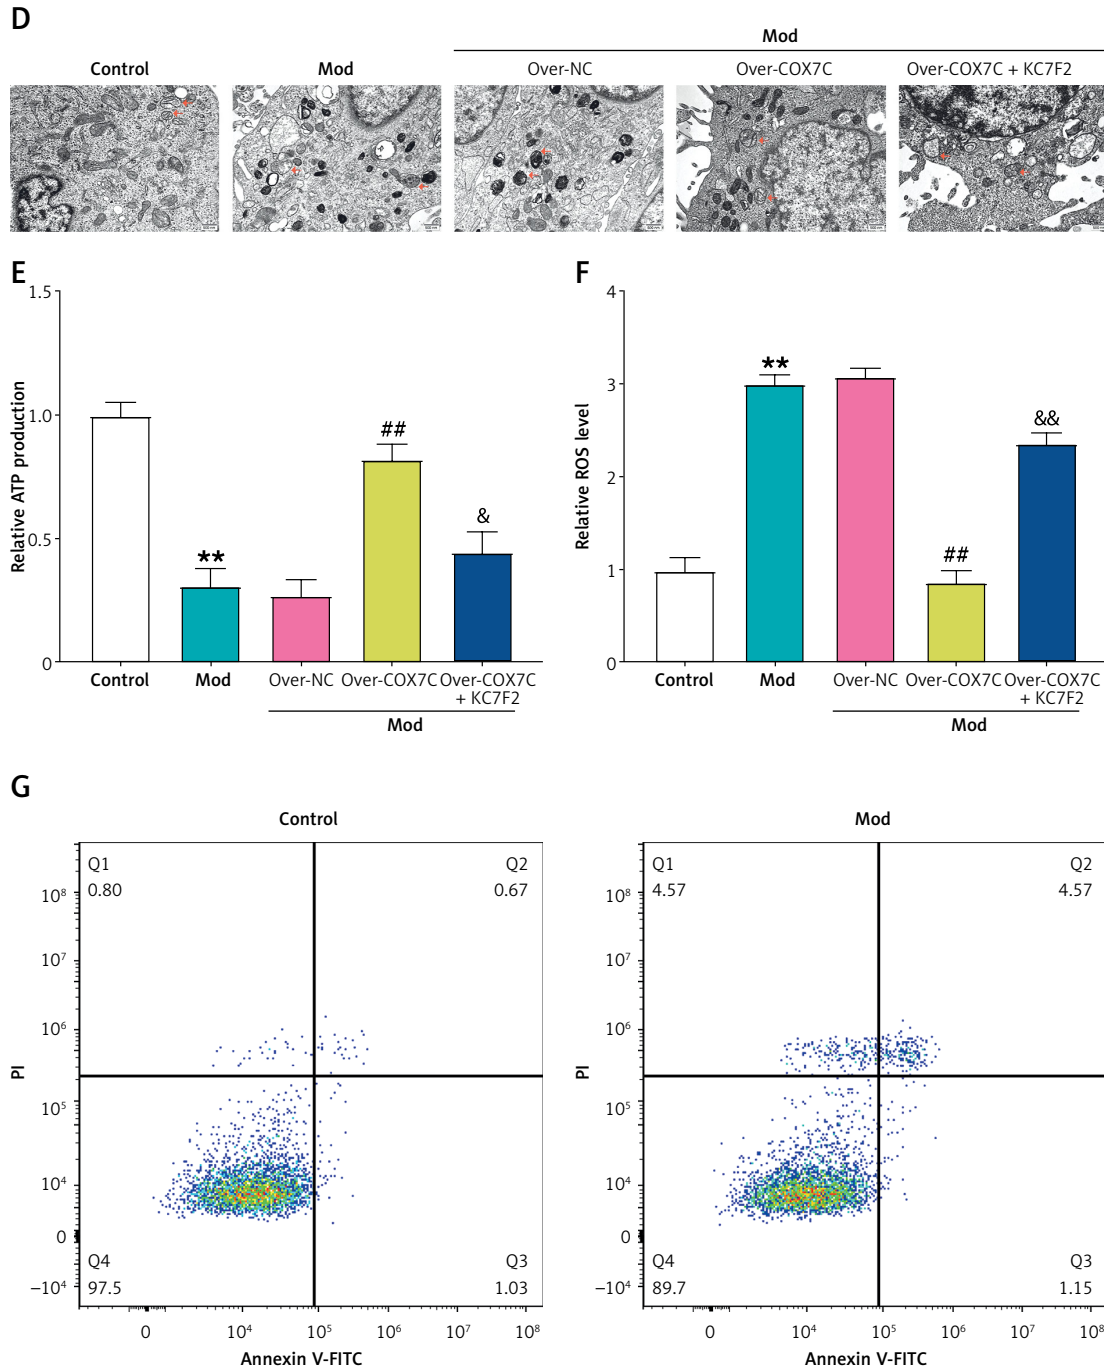 D
Mod
Control
Mod
Over-NC
Over-COX7C
Over-COX7C + KC7F2
E
1.5
1.0
0.5
0
Relative ATP production
**
##
&
Control
Mod
Over-NC
Over-COX7C
Over-COX7C
+ KC7F2
Mod
F
4
3
2
1
0
Relative ROS level
**
##
&&
Control
Mod
Over-NC
Over-COX7C
Over-COX7C
+ KC7F2
Mod
G
Control
Q1
0.80
Q2
0.67
Q4
97.5
Q3
1.03
10⁸
10⁷
10⁶
10⁵
10⁴
0
−10⁴
PI
0
10⁴
10⁵
10⁶
10⁷
10⁸
Annexin V-FITC
Mod
Q1
4.57
Q2
4.57
Q4
89.7
Q3
1.15
10⁸
10⁷
10⁶
10⁵
10⁴
0
−10⁴
PI
0
10⁴
10⁵
10⁶
10⁷
10⁸
Annexin V-FITC